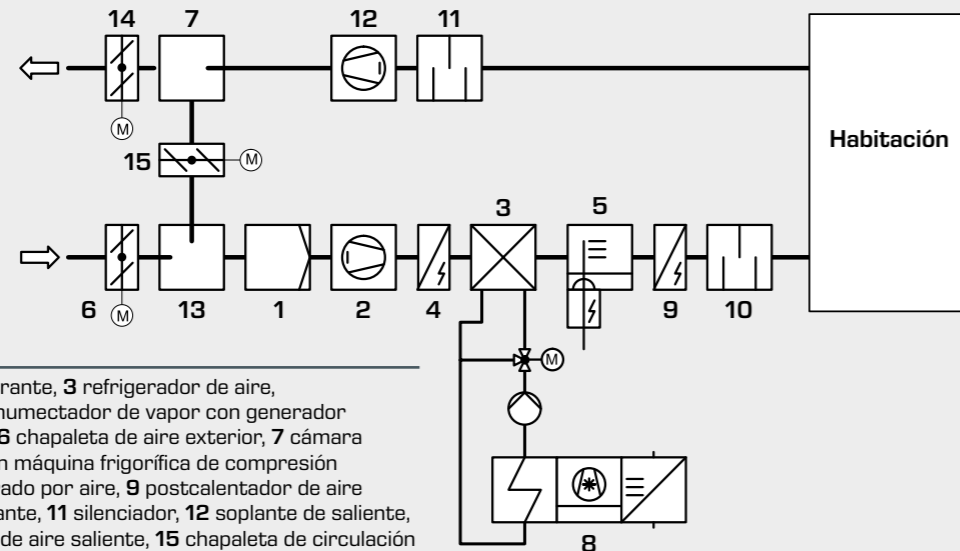 14 7 12 11
M
15 M
Habitación
3 5
6 M 13 1 2 4 9 10
M
rante, 3 refrigerador de aire,
humectador de vapor con generador
6 chapaleta de aire exterior, 7 cámara
n máquina frigorífica de compresión
rado por aire, 9 postcalentador de aire
ante, 11 silenciador, 12 soplante de saliente,
de aire saliente, 15 chapaleta de circulación
8